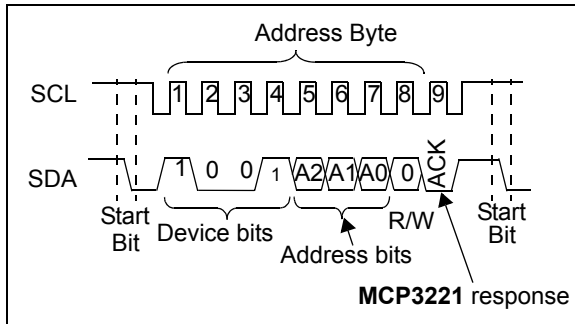 Address Byte
SCL 1 2 3 4 5 6 7 8 9
SDA 1 0 0 1 A2 A1 A0 0 ACK
Start Bit
Device bits
Address bits
R/W
Start Bit
MCP3221 response